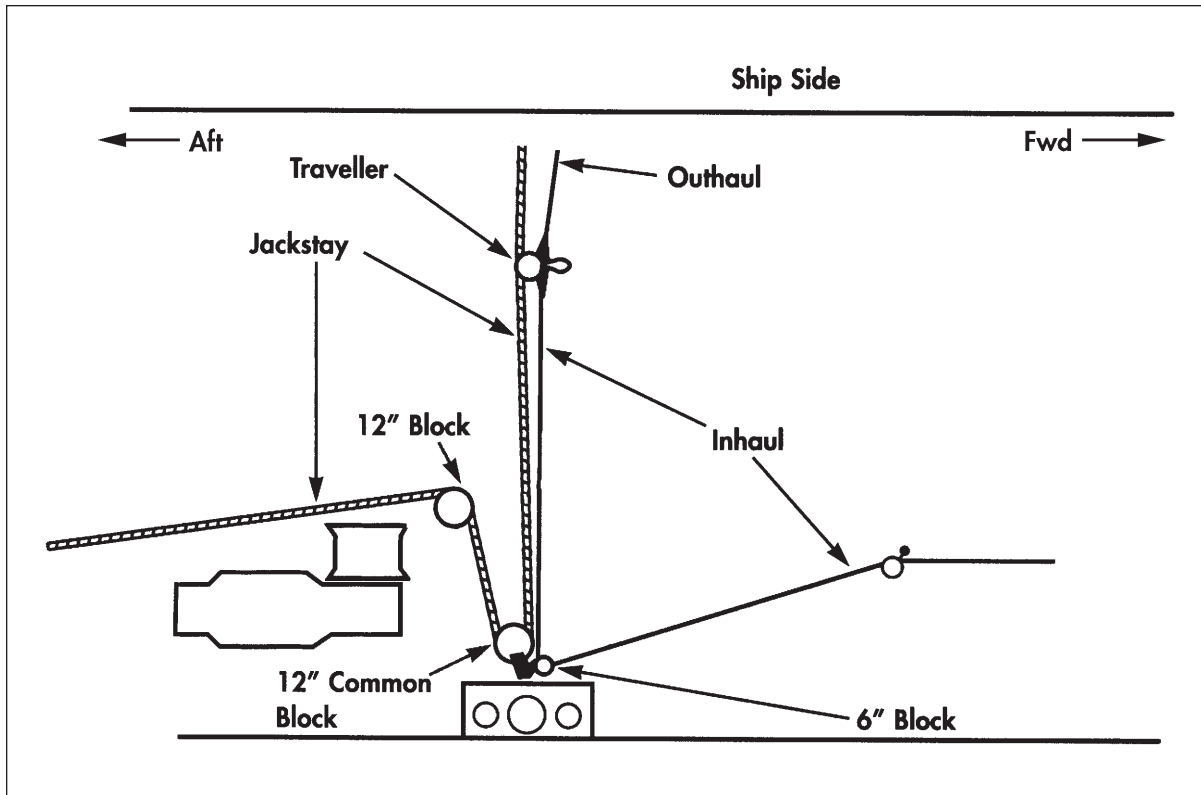 Ship Side
Aft
Fwd
Traveller
Outhaul
Jackstay
12″ Block
Inhaul
12″ Common
Block
6″ Block